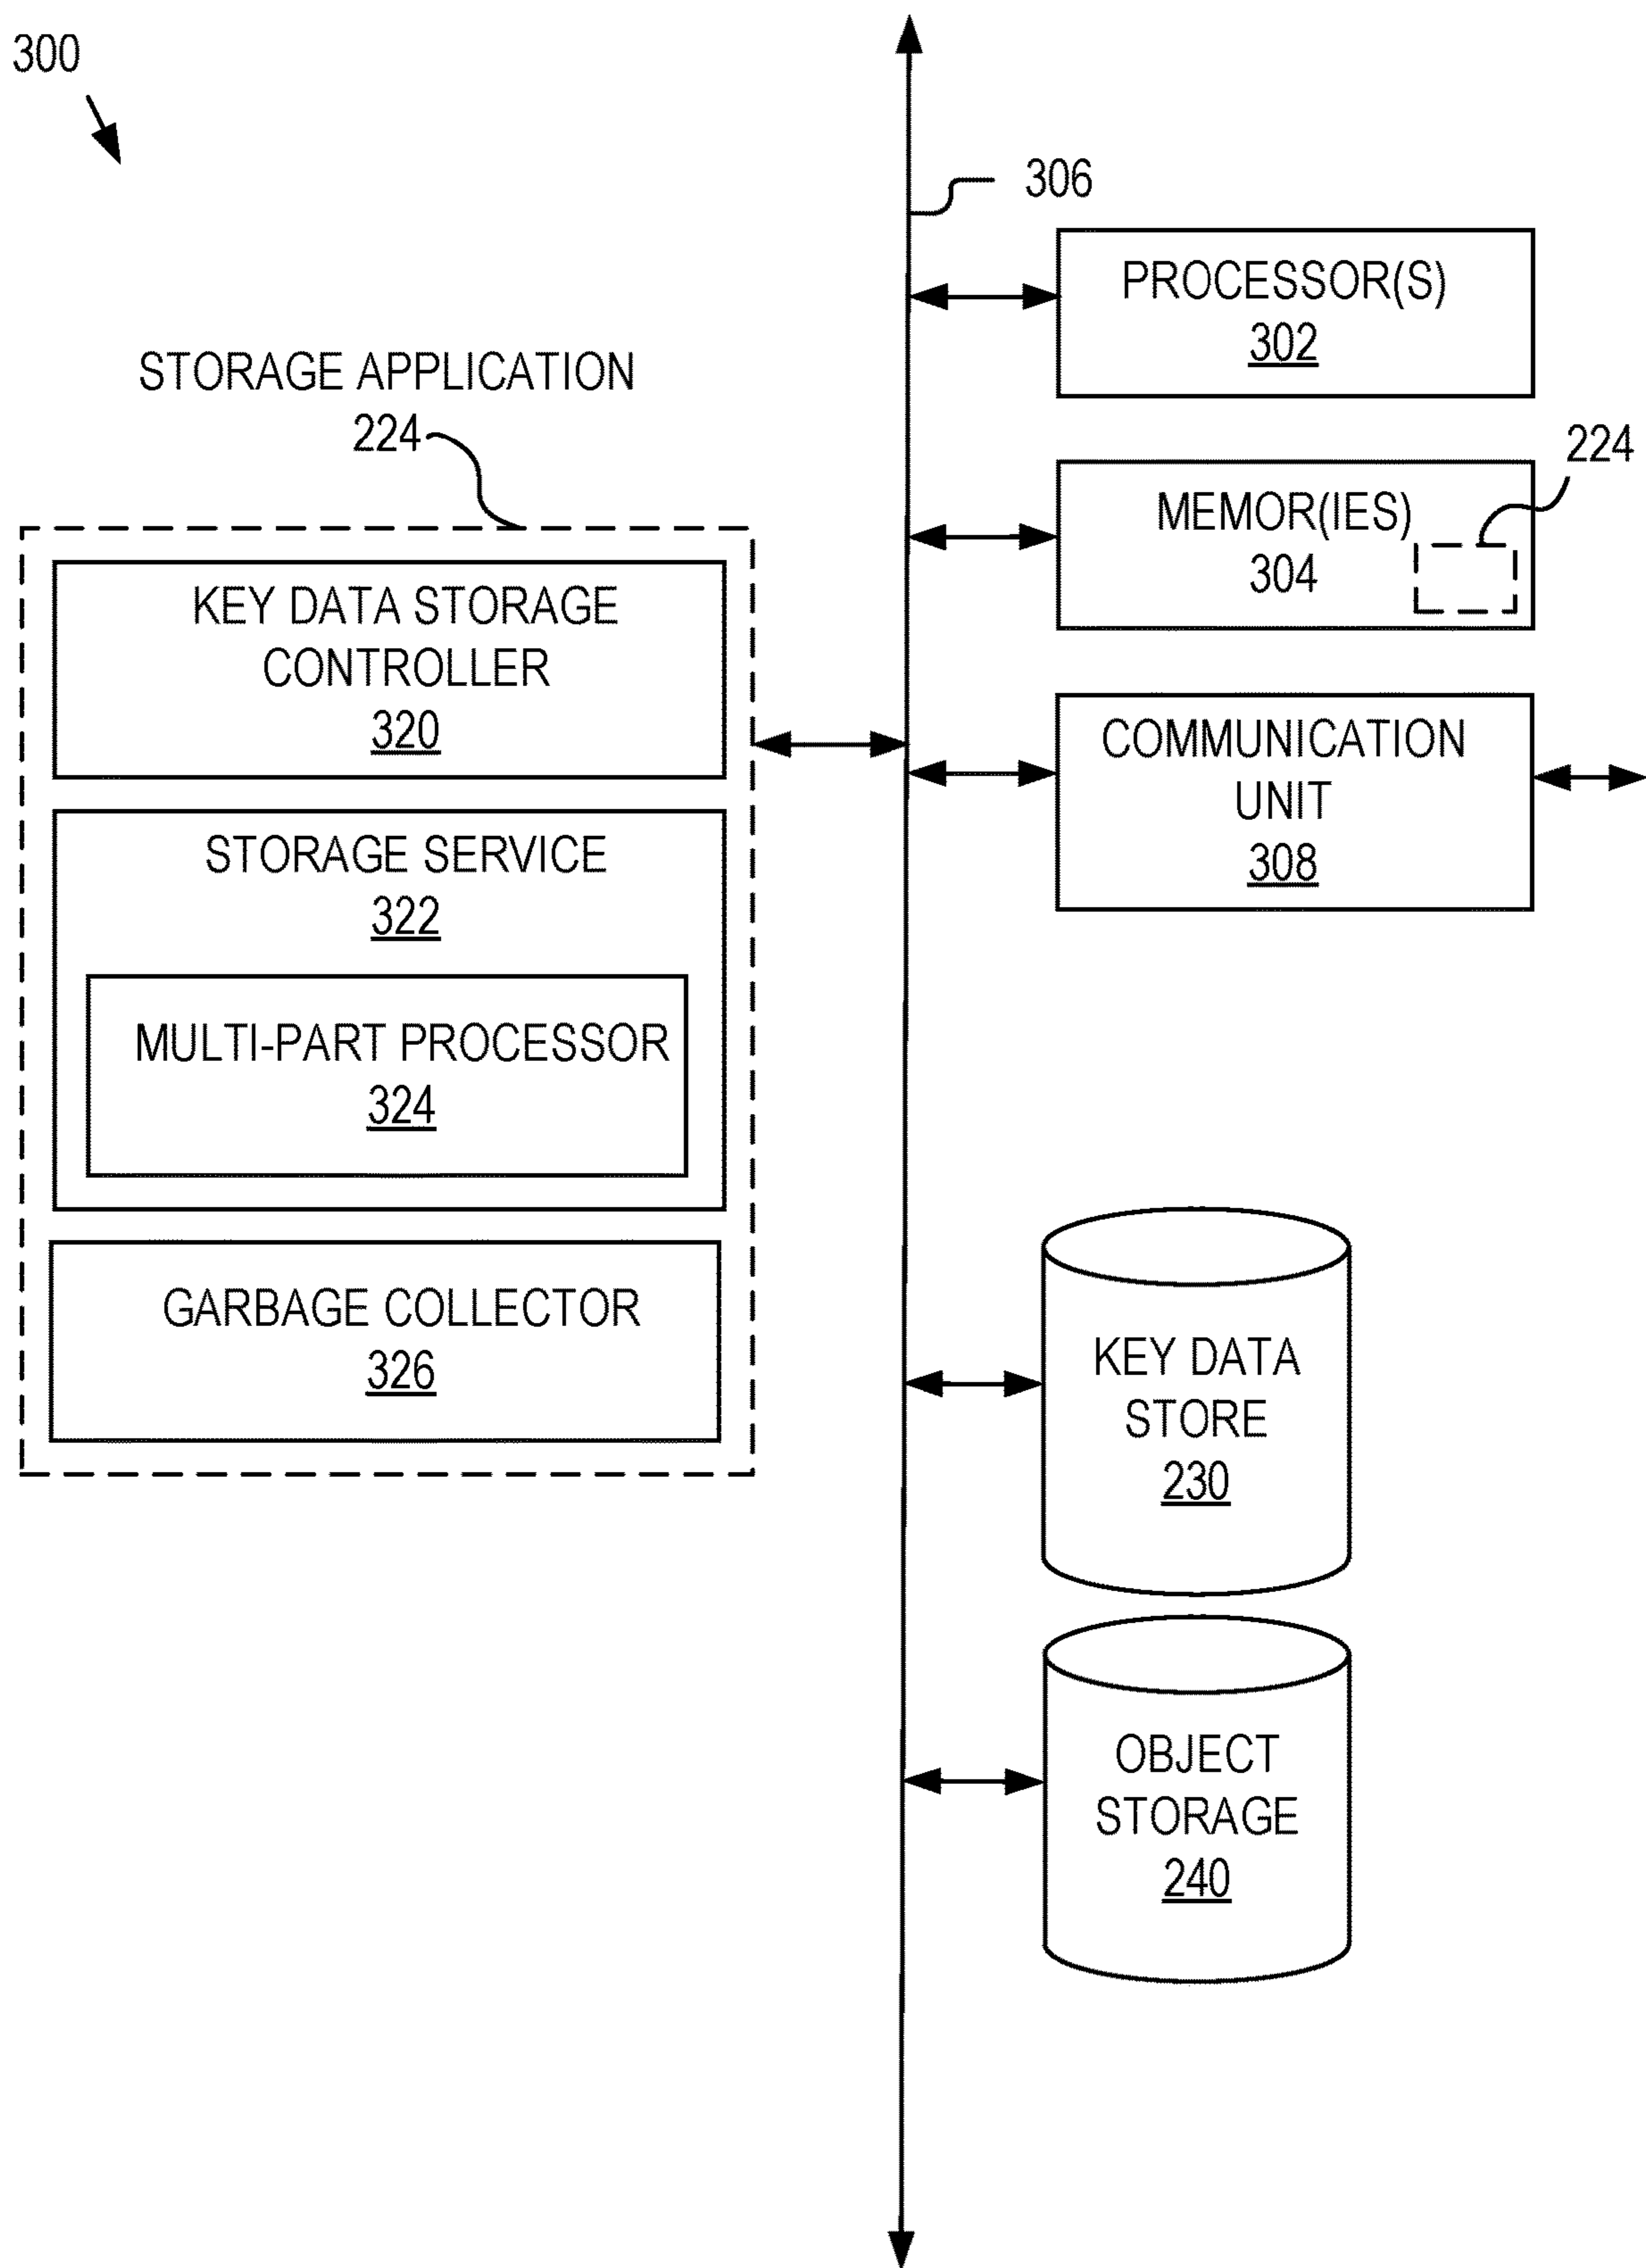 300
306
PROCESSOR(S)
302
STORAGE APPLICATION
224
224
MEMOR(IES)
304
KEY DATA STORAGE
CONTROLLER
320
COMMUNICATION
UNIT
308
STORAGE SERVICE
322
MULTI-PART PROCESSOR
324
GARBAGE COLLECTOR
326
KEY DATA
STORE
230
OBJECT
STORAGE
240